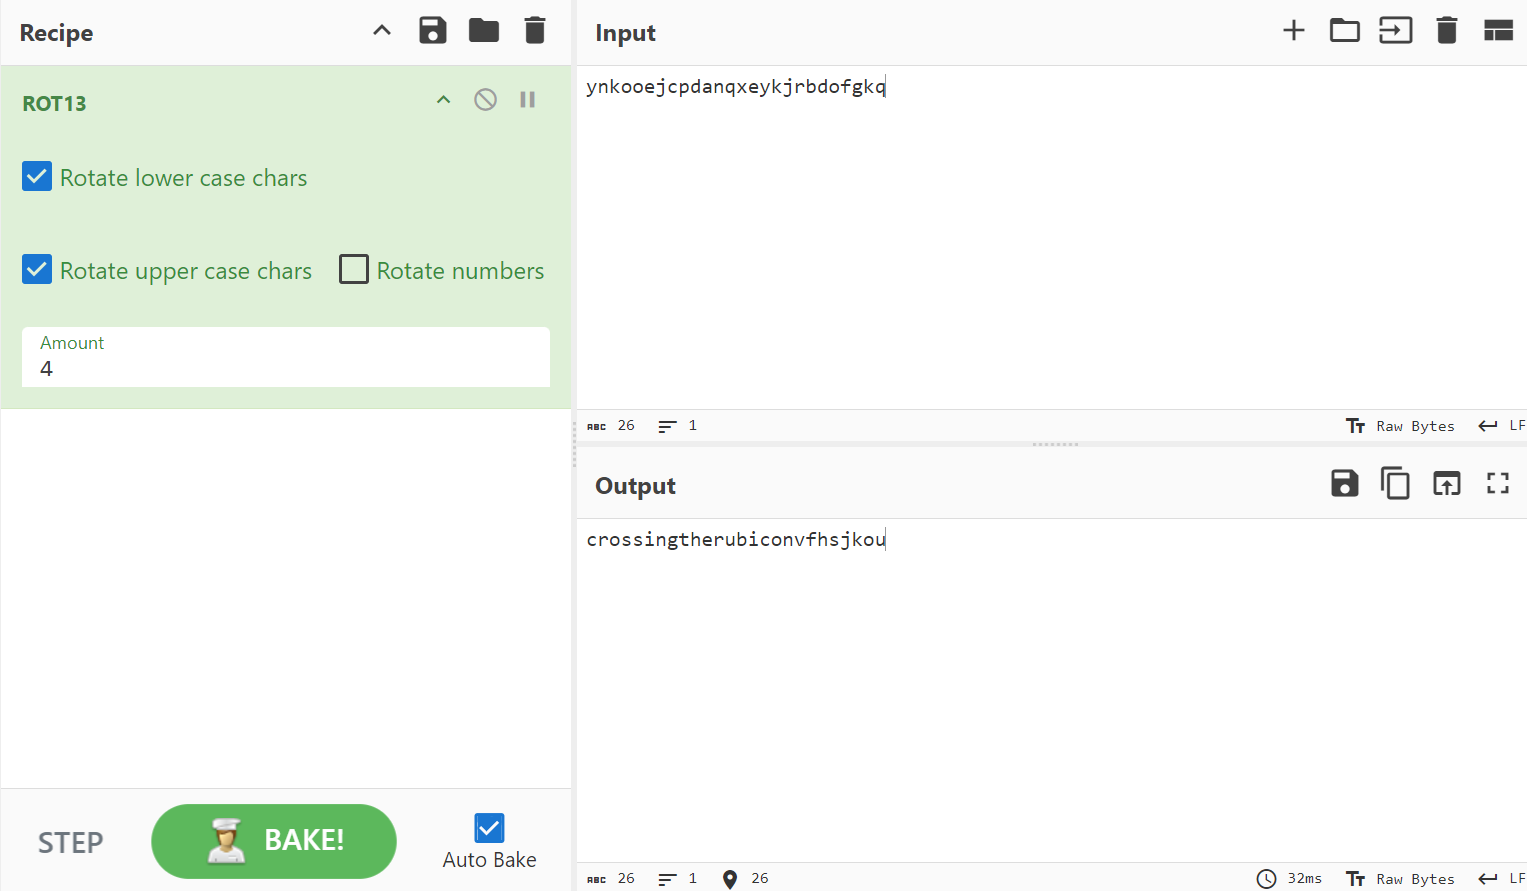 Recipe
ROT13
Rotate lower case chars
Rotate upper case chars
Rotate numbers
Amount
4
STEP
BAKE!
Auto Bake
Input
ynkooejcpdanqxeykjrbdofgkq
ABC 26 1
Raw Bytes LF
Output
crossingtherubiconvfhsjkou
ABC 26 1 26
32ms Raw Bytes LF